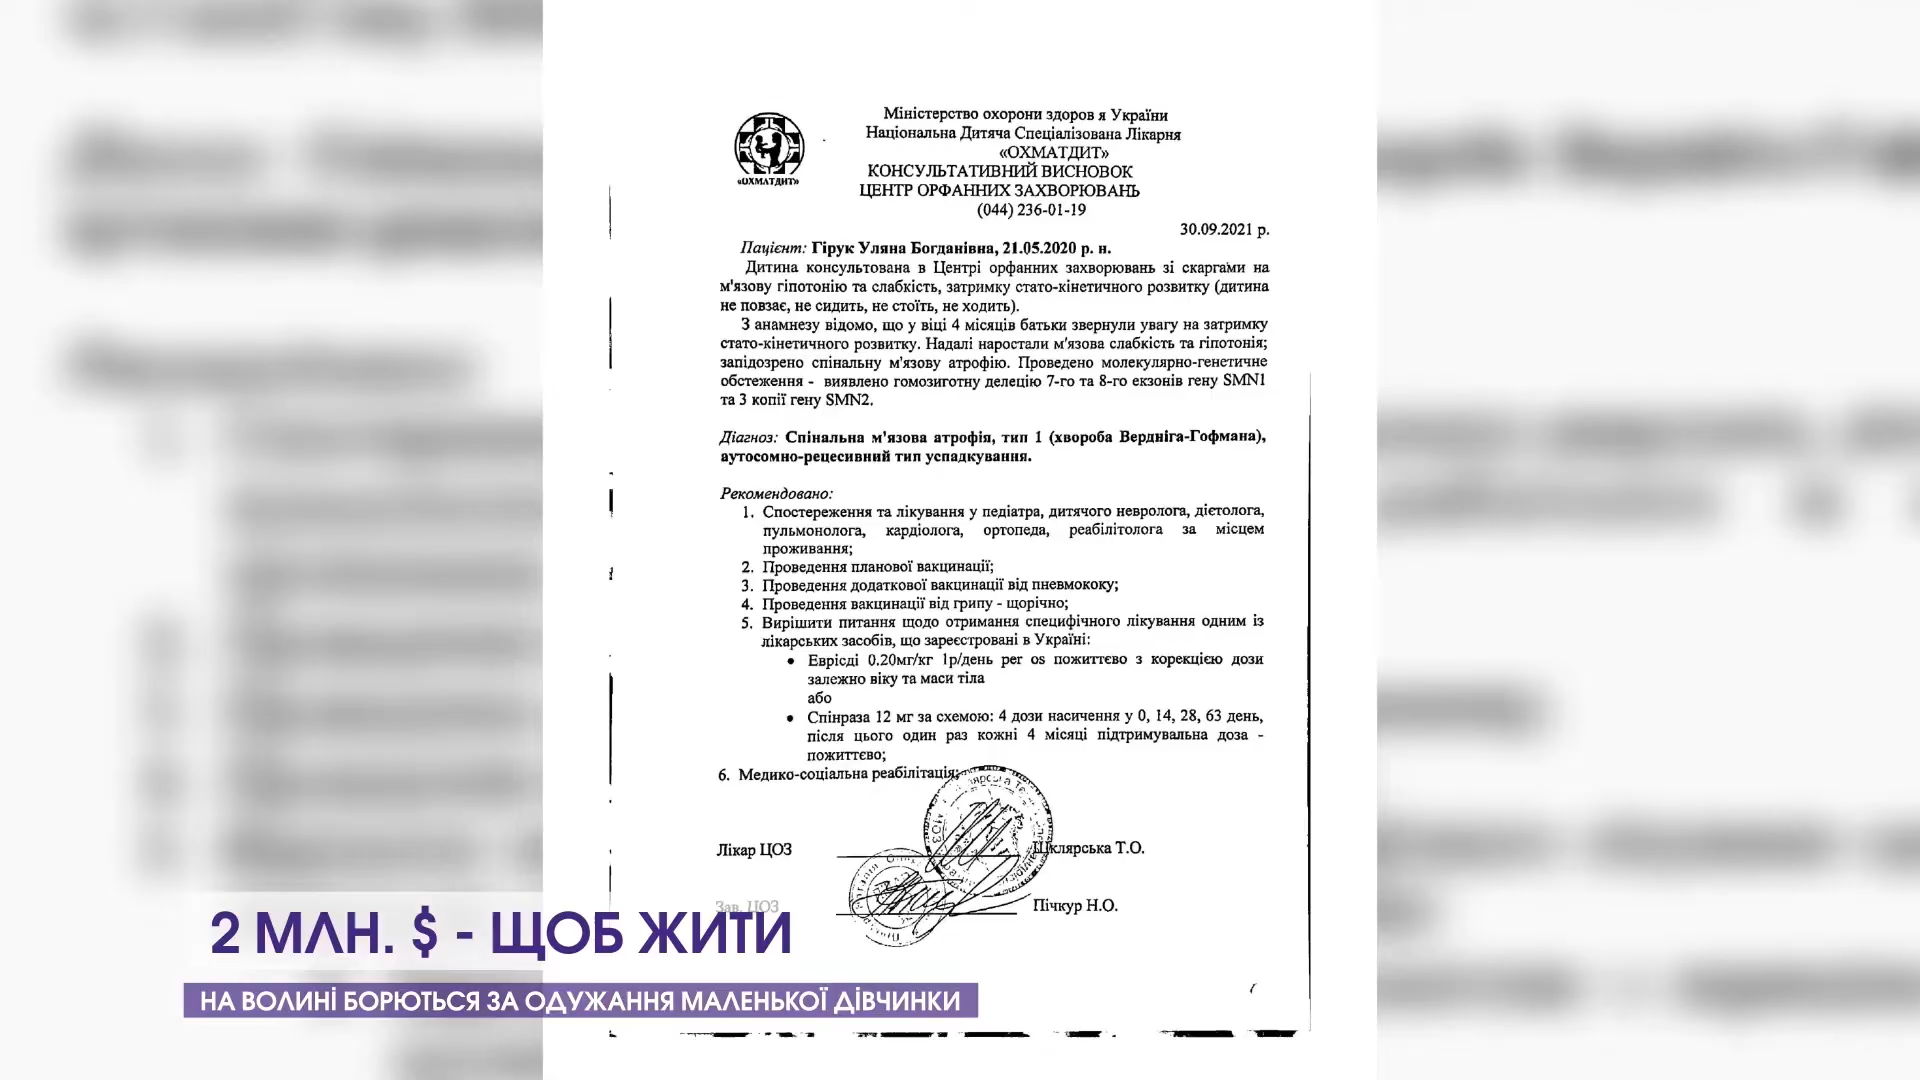 Міністерство охорони здоров я України
Національна Дитяча Спеціалізована Лікарня
«ОХМАТДИТ»
КОНСУЛЬТАТИВНИЙ ВИСНОВОК
ЦЕНТР ОРФАННИХ ЗАХВОРЮВАНЬ
(044) 236-01-19
«ОХМАТДИТ»
30.09.2021 р.
Пацієнт: Гірук Уляна Богданівна, 21.05.2020 р. н.
Дитина консультована в Центрі орфанних захворювань зі скаргами на
м'язову гіпотонію та слабкість, затримку стато-кінетичного розвитку (дитина
не повзає, не сидить, не стоїть, не ходить).
З анамнезу відомо, що у віці 4 місяців батьки звернули увагу на затримку
стато-кінетичного розвитку. Надалі наростали м'язова слабкість та гіпотонія;
запідозрено спінальну м'язову атрофію. Проведено молекулярно-генетичне
обстеження - виявлено гомозиготну делецію 7-го та 8-го екзонів гену SMN1
та 3 копії гену SMN2.
Діагноз: Спінальна м'язова атрофія, тип 1 (хвороба Вердніга-Гофмана),
аутосомно-рецесивний тип успадкування.
Рекомендовано:
1. Спостереження та лікування у педіатра, дитячого невролога, дієтолога,
пульмонолога, кардіолога, ортопеда, реабілітолога за місцем
проживання;
2. Проведення планової вакцинації;
3. Проведення додаткової вакцинації від пневмококу;
4. Проведення вакцинації від грипу - щорічно;
5. Вирішити питання щодо отримання специфічного лікування одним із
лікарських засобів, що зареєстровані в Україні:
• Еврісді 0.20мг/кг 1р/день per os пожиттєво з корекцією дози
залежно віку та маси тіла
або
• Спінраза 12 мг за схемою: 4 дози насичення у 0, 14, 28, 63 день,
після цього один раз кожні 4 місяці підтримувальна доза -
пожиттєво;
6. Медико-соціальна реабілітація;
Лікар ЦОЗ Шклярська Т.О.
Зав. ЦОЗ Пічкур Н.О.
2 МЛН. $ - ЩОБ ЖИТИ
НА ВОЛИНІ БОРЮТЬСЯ ЗА ОДУЖАННЯ МАЛЕНЬКОЇ ДІВЧИНКИ